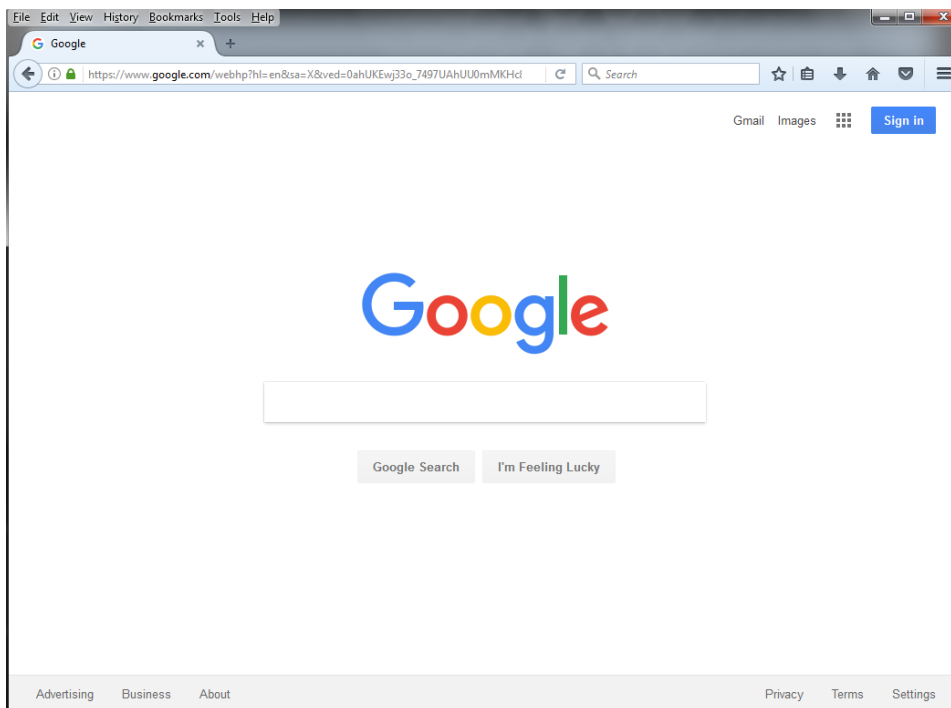 File Edit View History Bookmarks Tools Help
Google
https://www.google.com/webhp?hl=en&sa=X&ved=0ahUKEwj33o_7497UAhUU0mMKHcl
Search
Gmail Images Sign in
Google
Google Search I'm Feeling Lucky
Advertising Business About Privacy Terms Settings